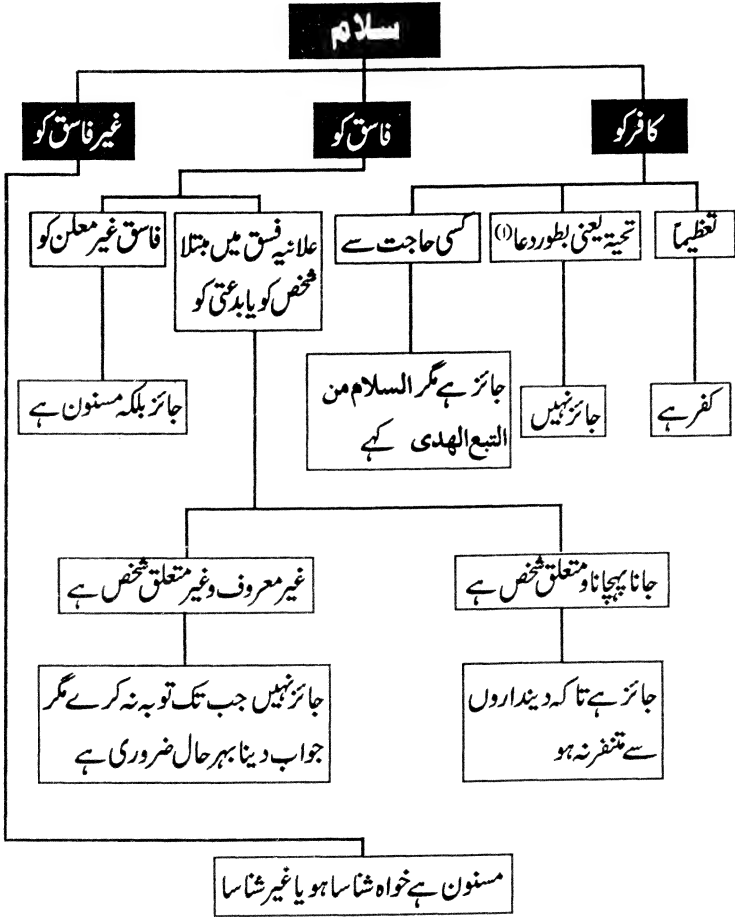 سلام
کافر کو
فاسق کو
غیر فاسق کو
تعظیماً
تحیۃ یعنی بطور دعا (۱)
کسی حاجت سے
علانیہ فسق میں مبتلا
شخص کو یا بدعتی کو
فاسق غیر معلن کو
کفر ہے
جائز نہیں
جائز ہے مگر السلام من
التبع الھدی کہے
جائز بلکہ مسنون ہے
جانا پہچانا و متعلق شخص ہے
غیر معروف و غیر متعلق شخص ہے
جائز ہے تاکہ دینداروں
سے متنفر نہ ہو
جائز نہیں جب تک توبہ نہ کرے مگر
جواب دینا بہر حال ضروری ہے
مسنون ہے خواہ شناسا ہو یا غیر شناسا